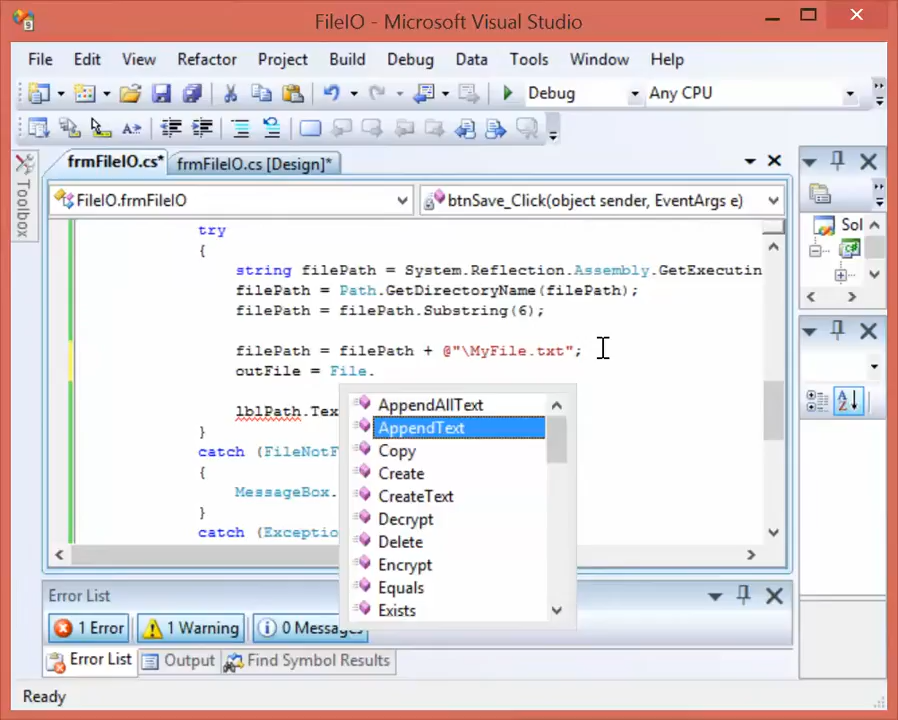 FileIO - Microsoft Visual Studio
File Edit View Refactor Project Build Debug Data Tools Window Help
Debug Any CPU
frmFileIO.cs* frmFileIO.cs [Design]*
Toolbox
FileIO.frmFileIO btnSave_Click(object sender, EventArgs e)
Sol
try
{
string filePath = System.Reflection.Assembly.GetExecutin
filePath = Path.GetDirectoryName(filePath);
filePath = filePath.Substring(6);
filePath = filePath + @"\MyFile.txt";
outFile = File.
lblPath.Tex
}
catch (FileNotF
{
MessageBox.
}
catch (Exceptio
AppendAllText
AppendText
Copy
Create
CreateText
Decrypt
Delete
Encrypt
Equals
Exists
Error List
1 Error 1 Warning 0 Messages
Error List Output Find Symbol Results
Ready